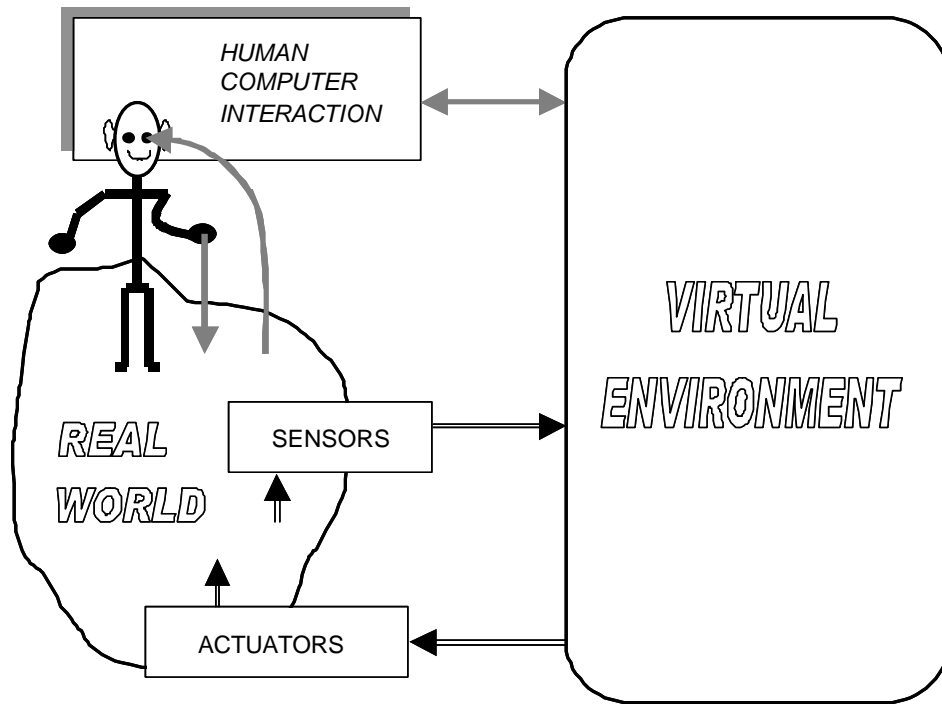 HUMAN
COMPUTER
INTERACTION
VIRTUAL
ENVIRONMENT
SENSORS
REAL
WORLD
ACTUATORS